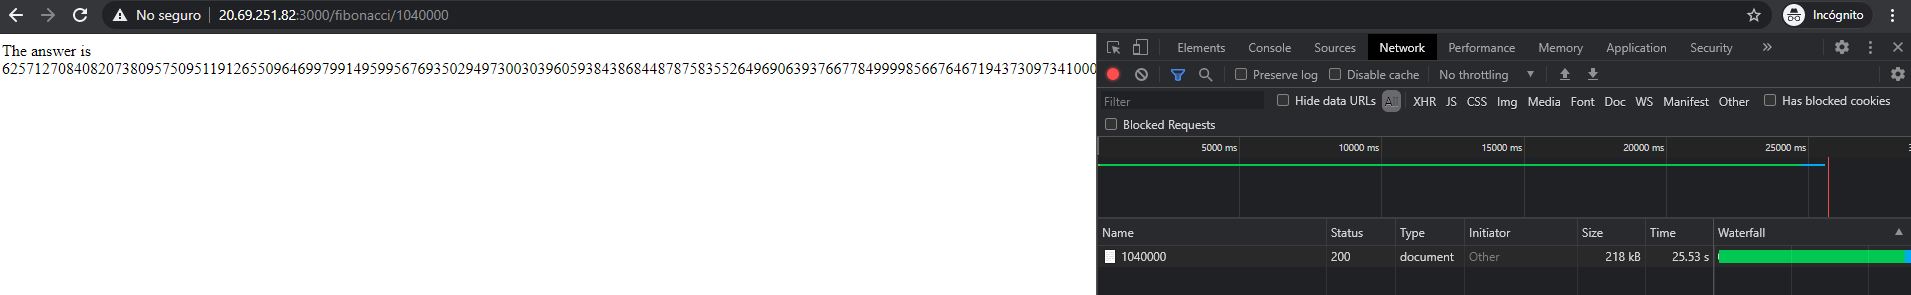 No seguro 20.69.251.82:3000/fibonacci/1040000 Incógnito
The answer is
Elements Console Sources Network Performance Memory Application Security »
Preserve log Disable cache No throttling
Filter Hide data URLs All XHR JS CSS Img Media Font Doc WS Manifest Other Has blocked cookies
Blocked Requests
5000 ms 10000 ms 15000 ms 20000 ms 25000 ms
Name Status Type Initiator Size Time Waterfall
1040000 200 document Other 218 kB 25.53 s